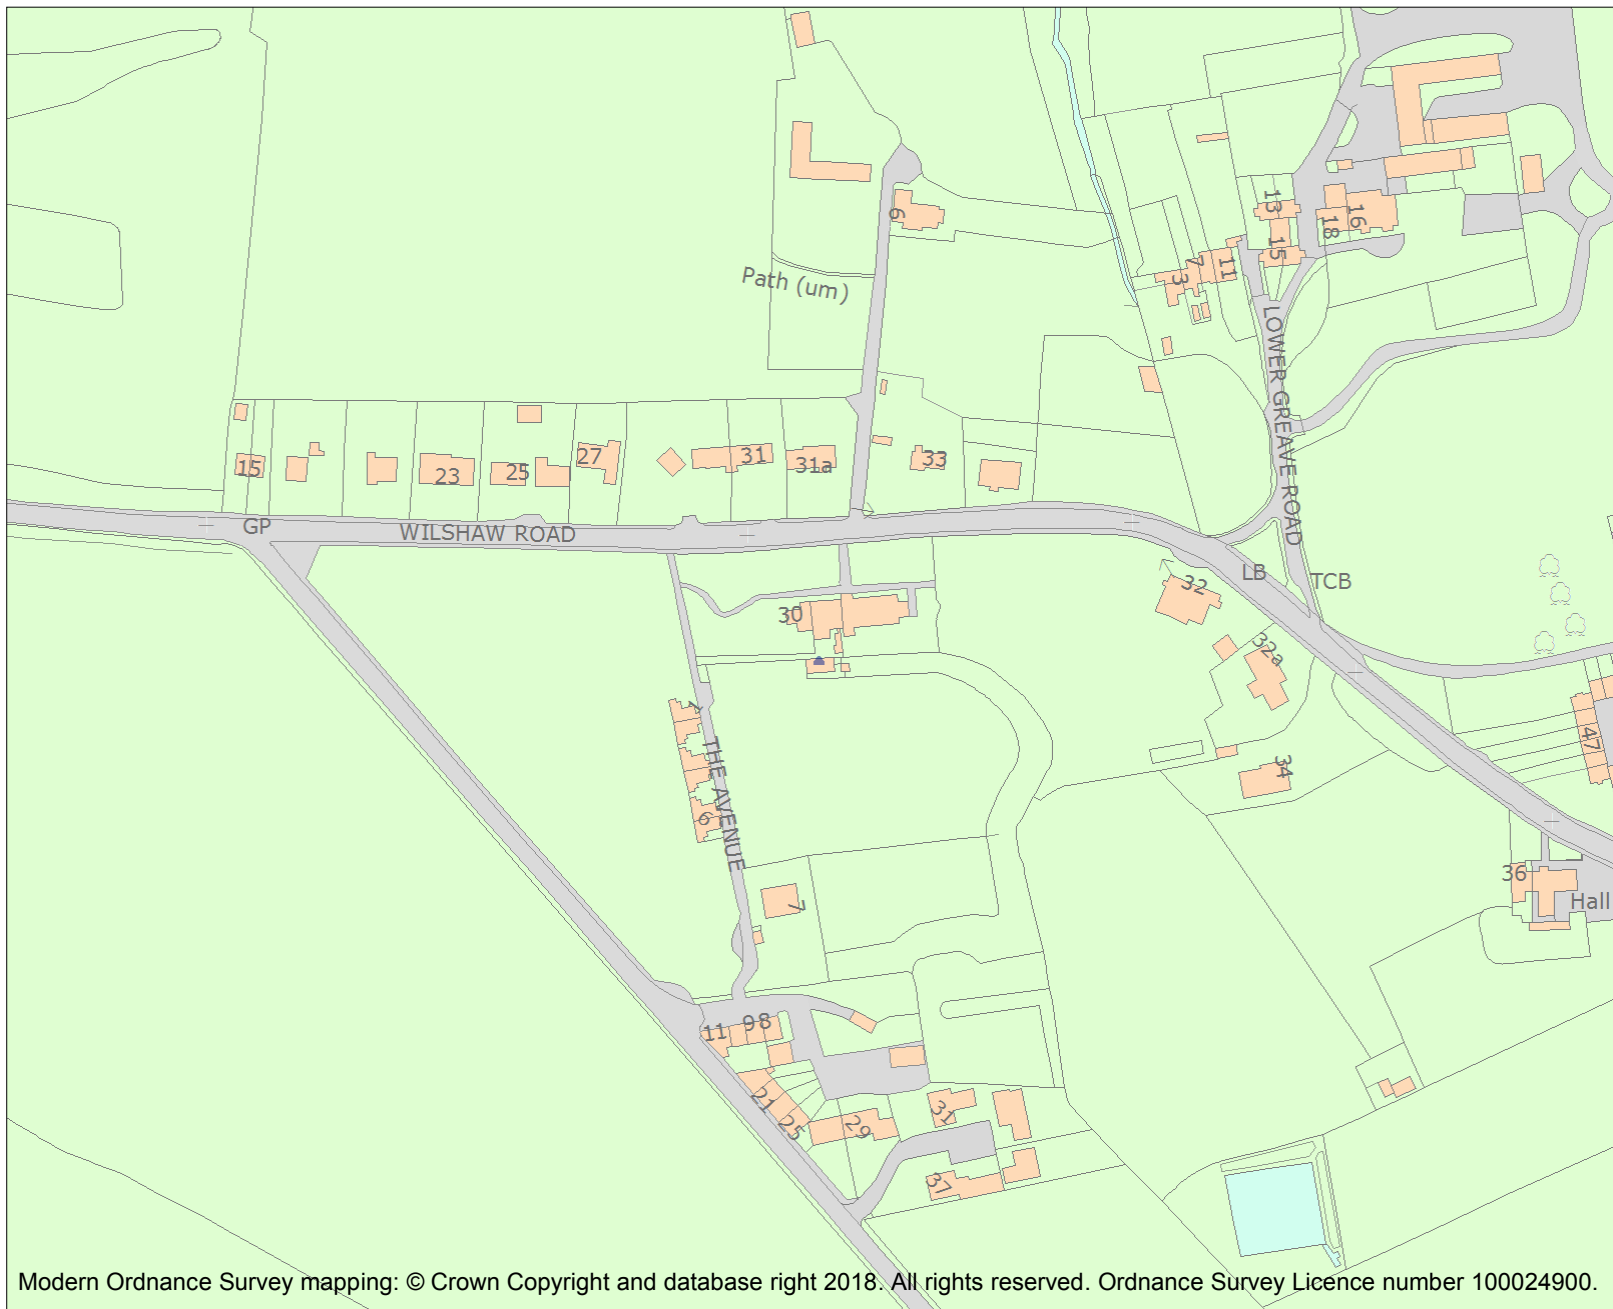 13
16
18
15
6
11
7
3
Path (um)
LOWER GREAVE ROAD
15
23
25
27
31
31a
33
GP
WILSHAW ROAD
LB
TCB
32
30
32a
1
THE AVENUE
6
47
34
36
Hall
7
11
9
8
21
25
29
31
37
Modern Ordnance Survey mapping: © Crown Copyright and database right 2018. All rights reserved. Ordnance Survey Licence number 100024900.